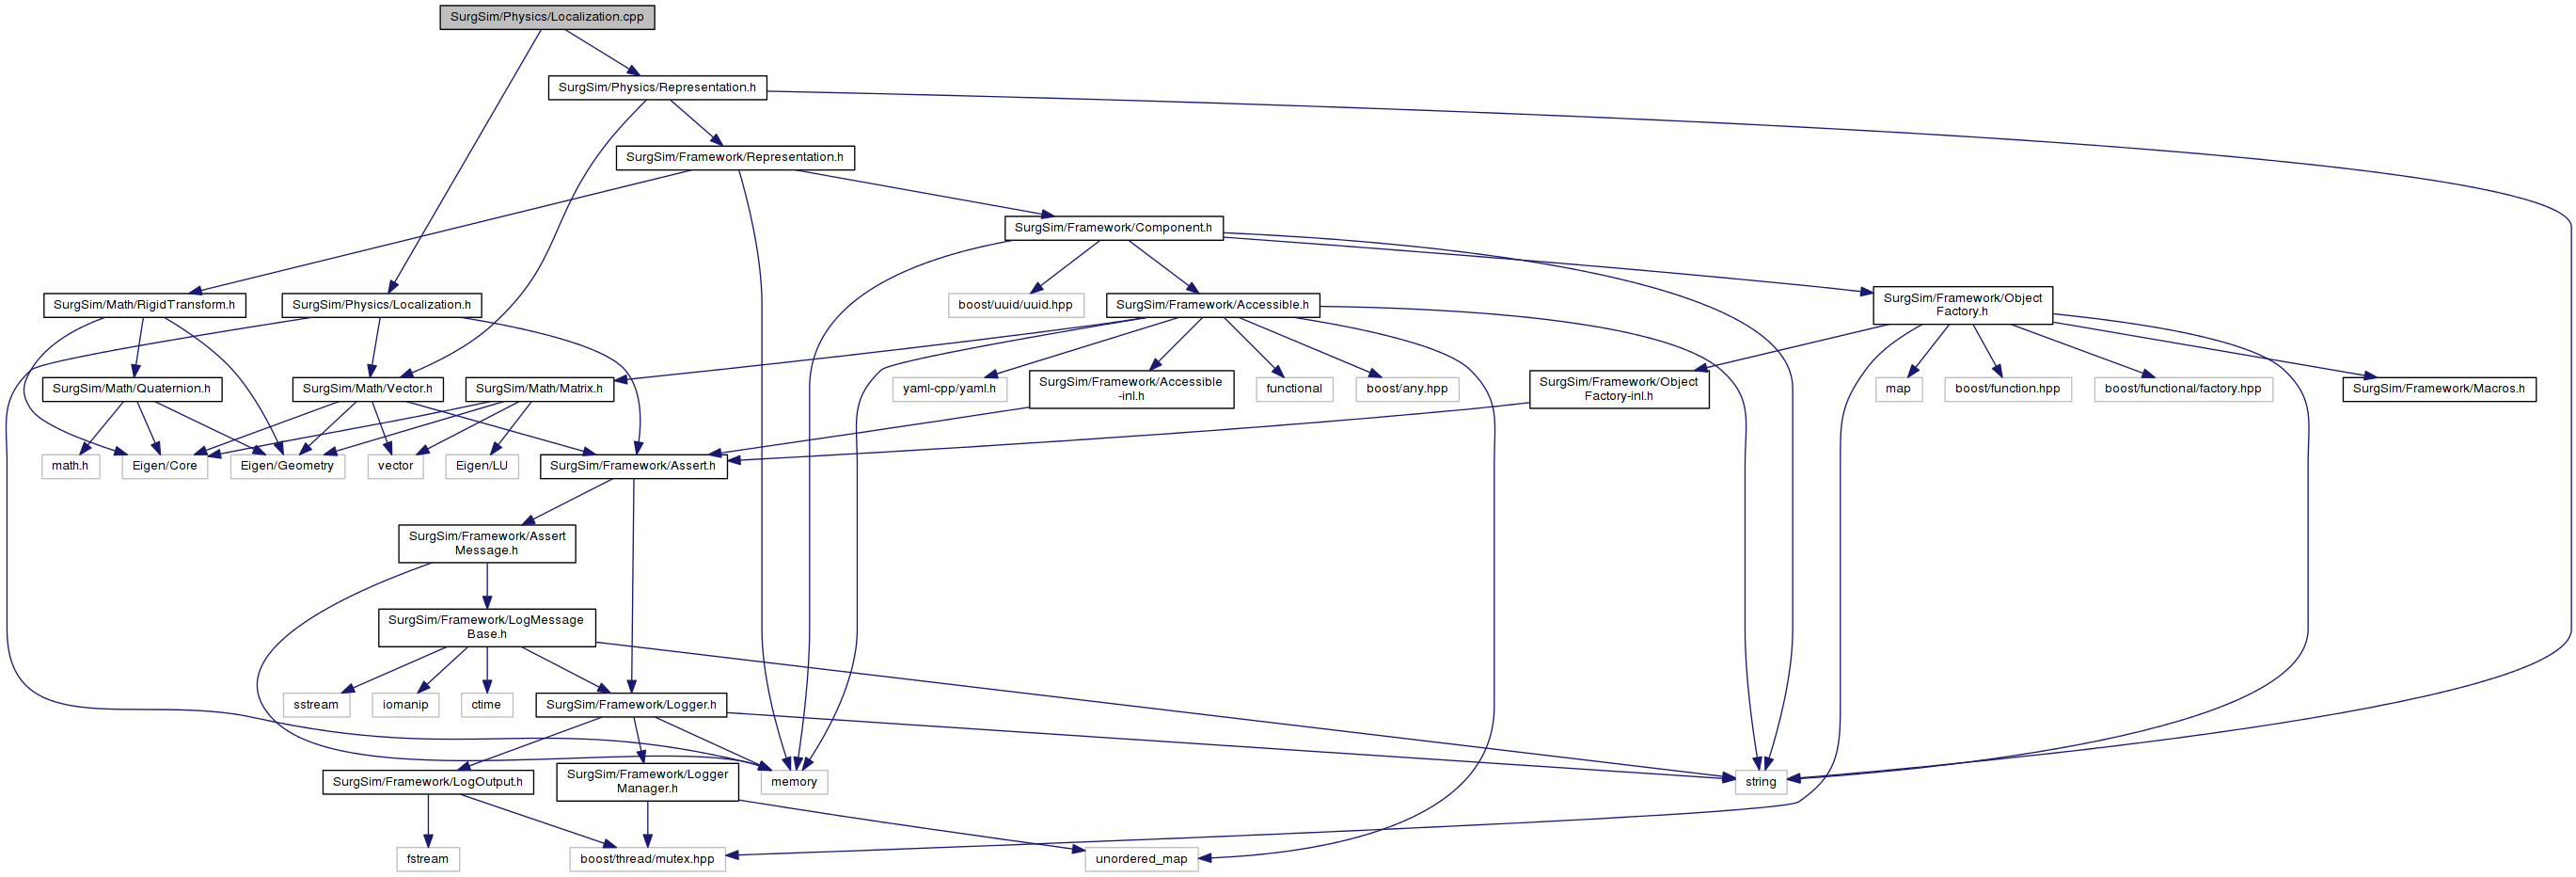 SurgSim/Physics/Localization.cpp
SurgSim/Physics/Representation.h
SurgSim/Framework/Representation.h
SurgSim/Framework/Component.h
SurgSim/Math/RigidTransform.h
SurgSim/Physics/Localization.h
boost/uuid/uuid.hpp
SurgSim/Framework/Accessible.h
SurgSim/Framework/Object
Factory.h
SurgSim/Math/Quaternion.h
SurgSim/Math/Vector.h
SurgSim/Math/Matrix.h
yaml-cpp/yaml.h
SurgSim/Framework/Accessible
-inl.h
functional
boost/any.hpp
SurgSim/Framework/Object
Factory-inl.h
map
boost/function.hpp
boost/functional/factory.hpp
SurgSim/Framework/Macros.h
math.h
Eigen/Core
Eigen/Geometry
vector
Eigen/LU
SurgSim/Framework/Assert.h
SurgSim/Framework/Assert
Message.h
SurgSim/Framework/LogMessage
Base.h
sstream
iomanip
ctime
SurgSim/Framework/Logger.h
SurgSim/Framework/LogOutput.h
SurgSim/Framework/Logger
Manager.h
memory
string
fstream
boost/thread/mutex.hpp
unordered_map